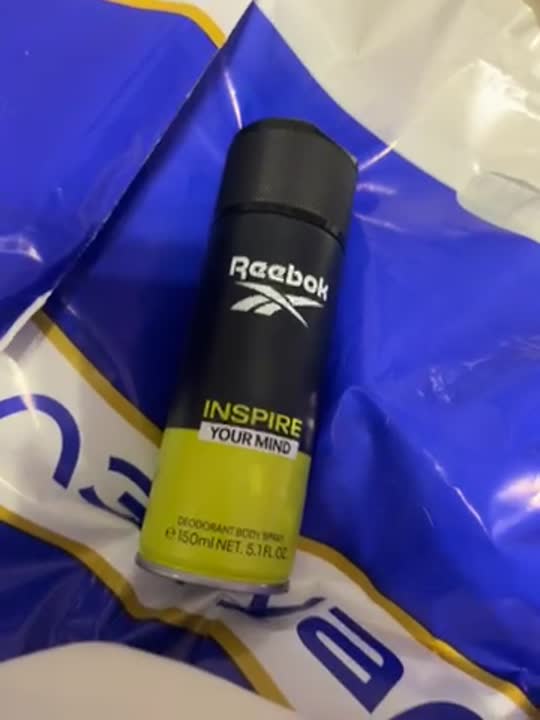 Reebok
INSPIRE
YOUR MIND
DEODORANT BODY SPRAY
e 150ml NET. 5.1 FL.OZ.